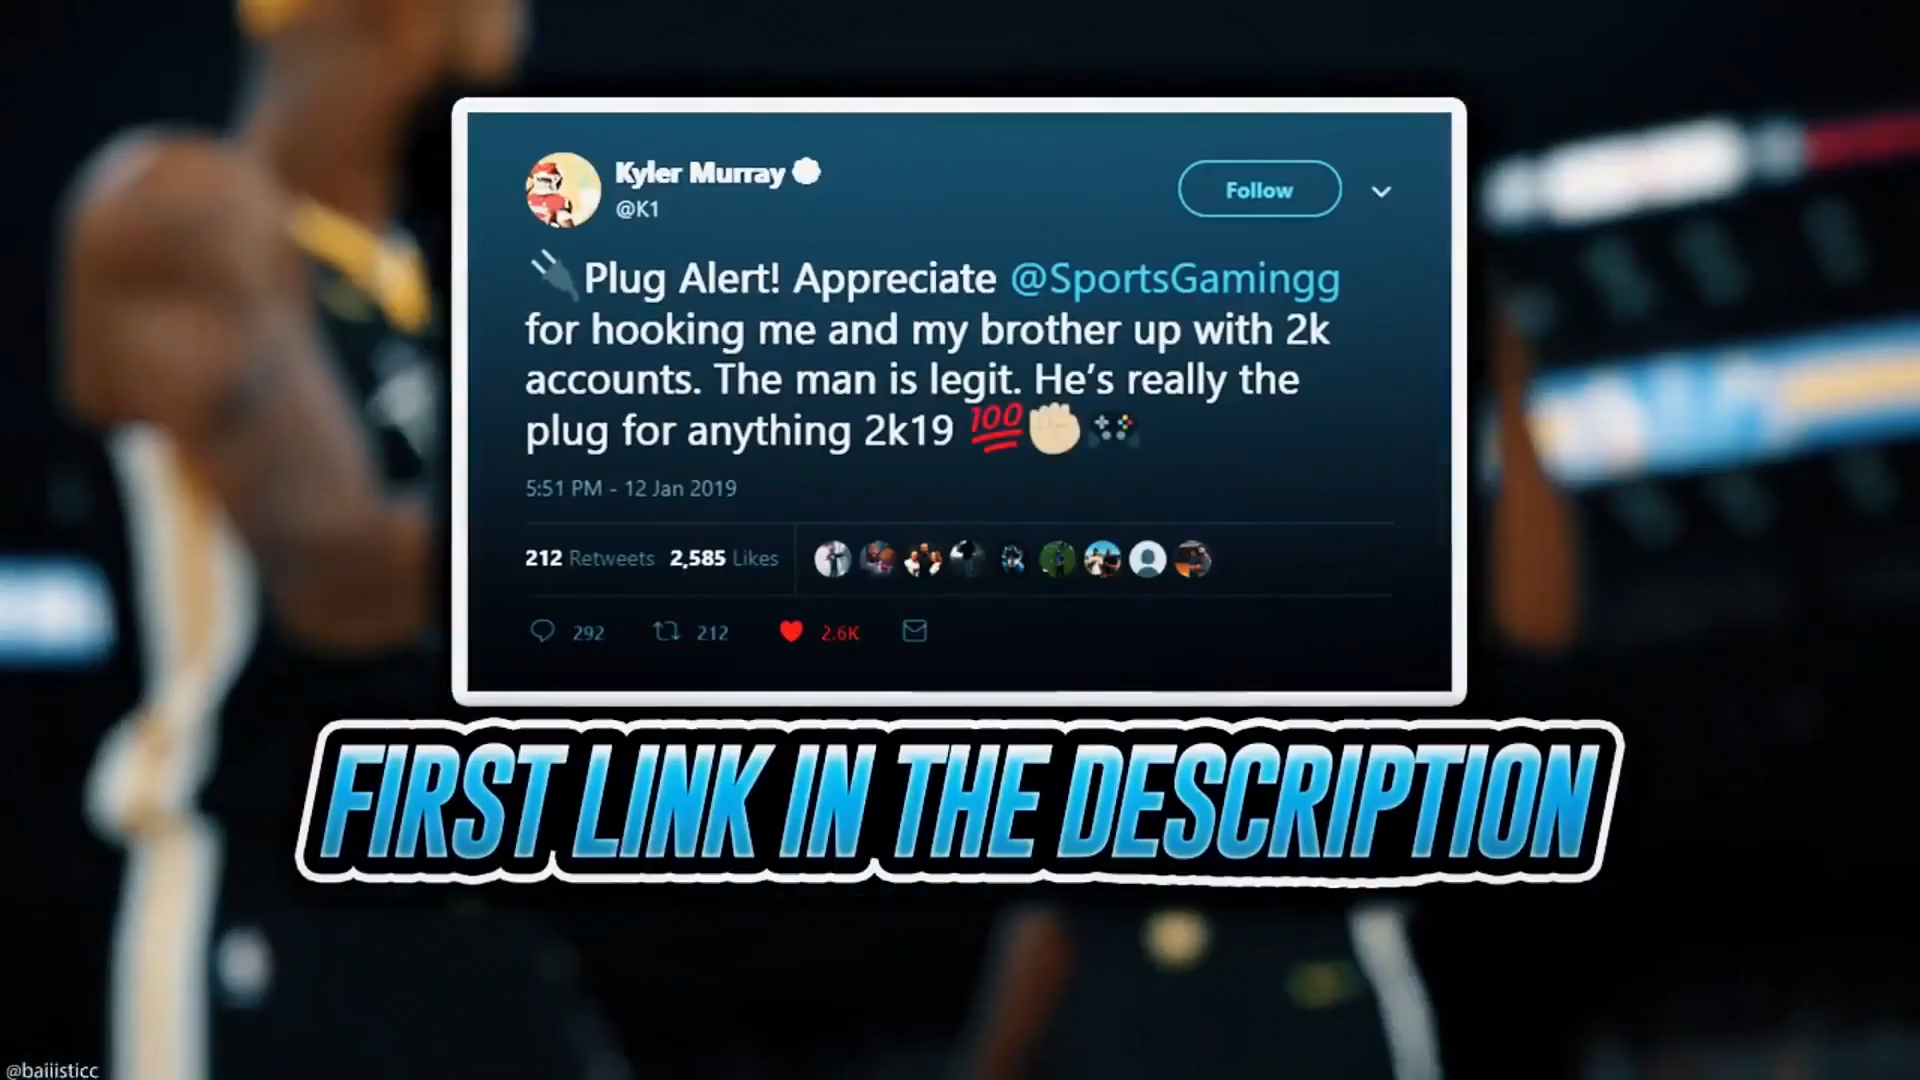 Kyler Murray
@K1
Follow
Plug Alert! Appreciate @SportsGamingg
for hooking me and my brother up with 2k
accounts. The man is legit. He's really the
plug for anything 2k19 💯✊🏼🎮
5:51 PM - 12 Jan 2019
212 Retweets 2,585 Likes
292 212 2.6K
FIRST LINK IN THE DESCRIPTION
@baiiisticc